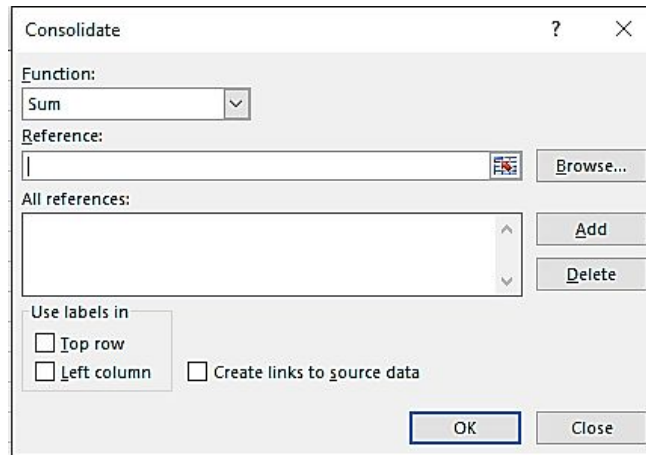 Consolidate ?
Function:
Sum
Reference:
Browse...
All references:
Add
Delete
Use labels in
Top row
Left column Create links to source data
OK Close